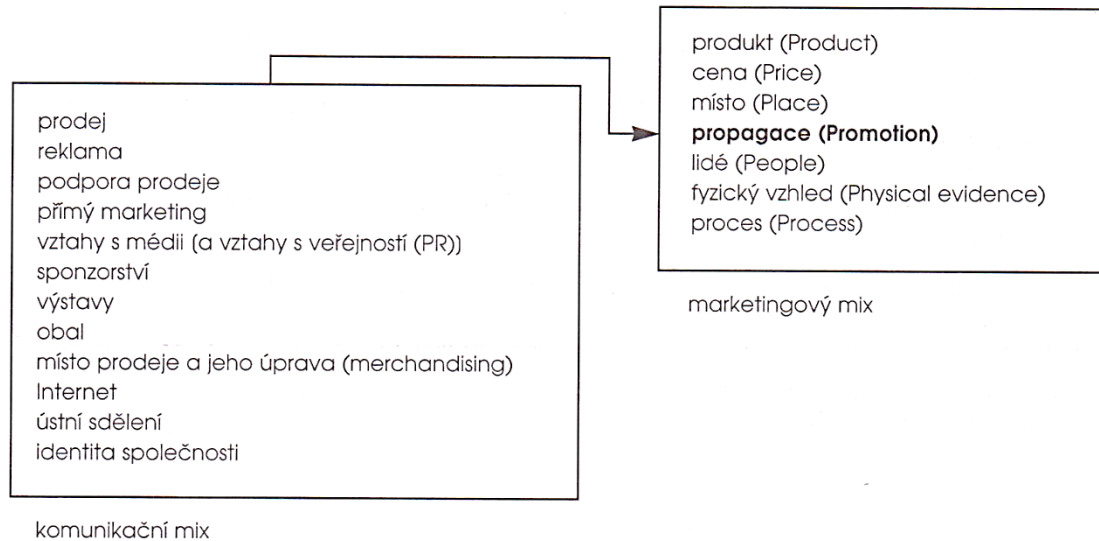 prodej
reklama
podpora prodeje
přímý marketing
vztahy s médii (a vztahy s veřejností (PR))
sponzorství
výstavy
obal
místo prodeje a jeho úprava (merchandising)
Internet
ústní sdělení
identita společnosti
komunikační mix
produkt (Product)
cena (Price)
místo (Place)
propagace (Promotion)
lidé (People)
fyzický vzhled (Physical evidence)
proces (Process)
marketingový mix